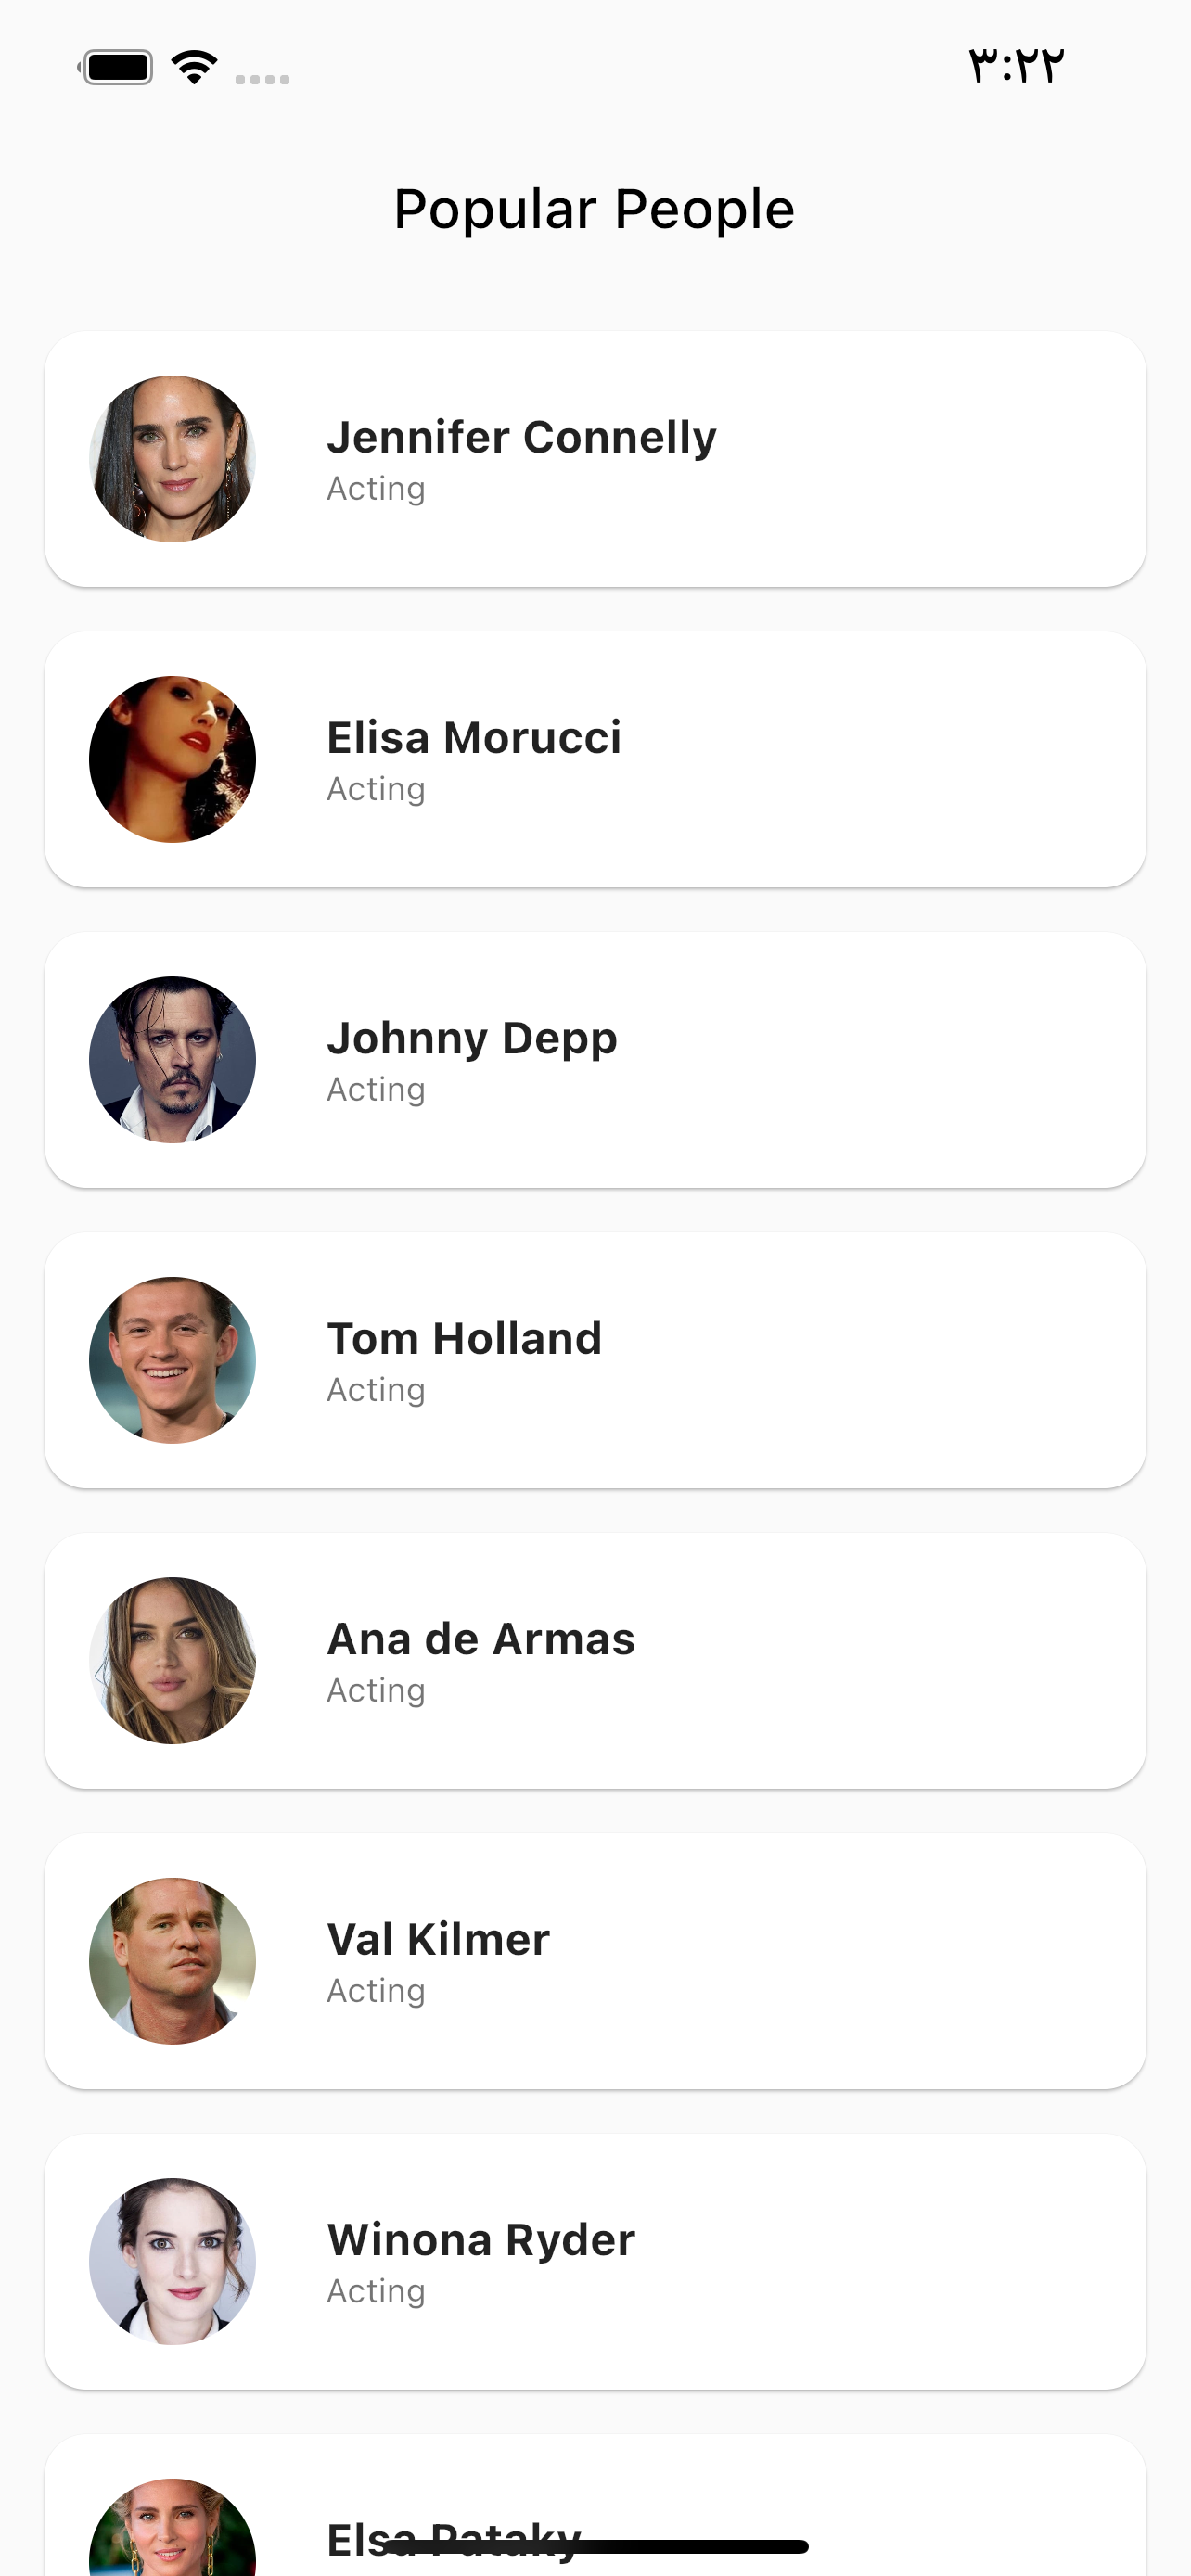 ٣:٢٢
Popular People
Jennifer Connelly
Acting
Elisa Morucci
Acting
Johnny Depp
Acting
Tom Holland
Acting
Ana de Armas
Acting
Val Kilmer
Acting
Winona Ryder
Acting
Elsa Pataky